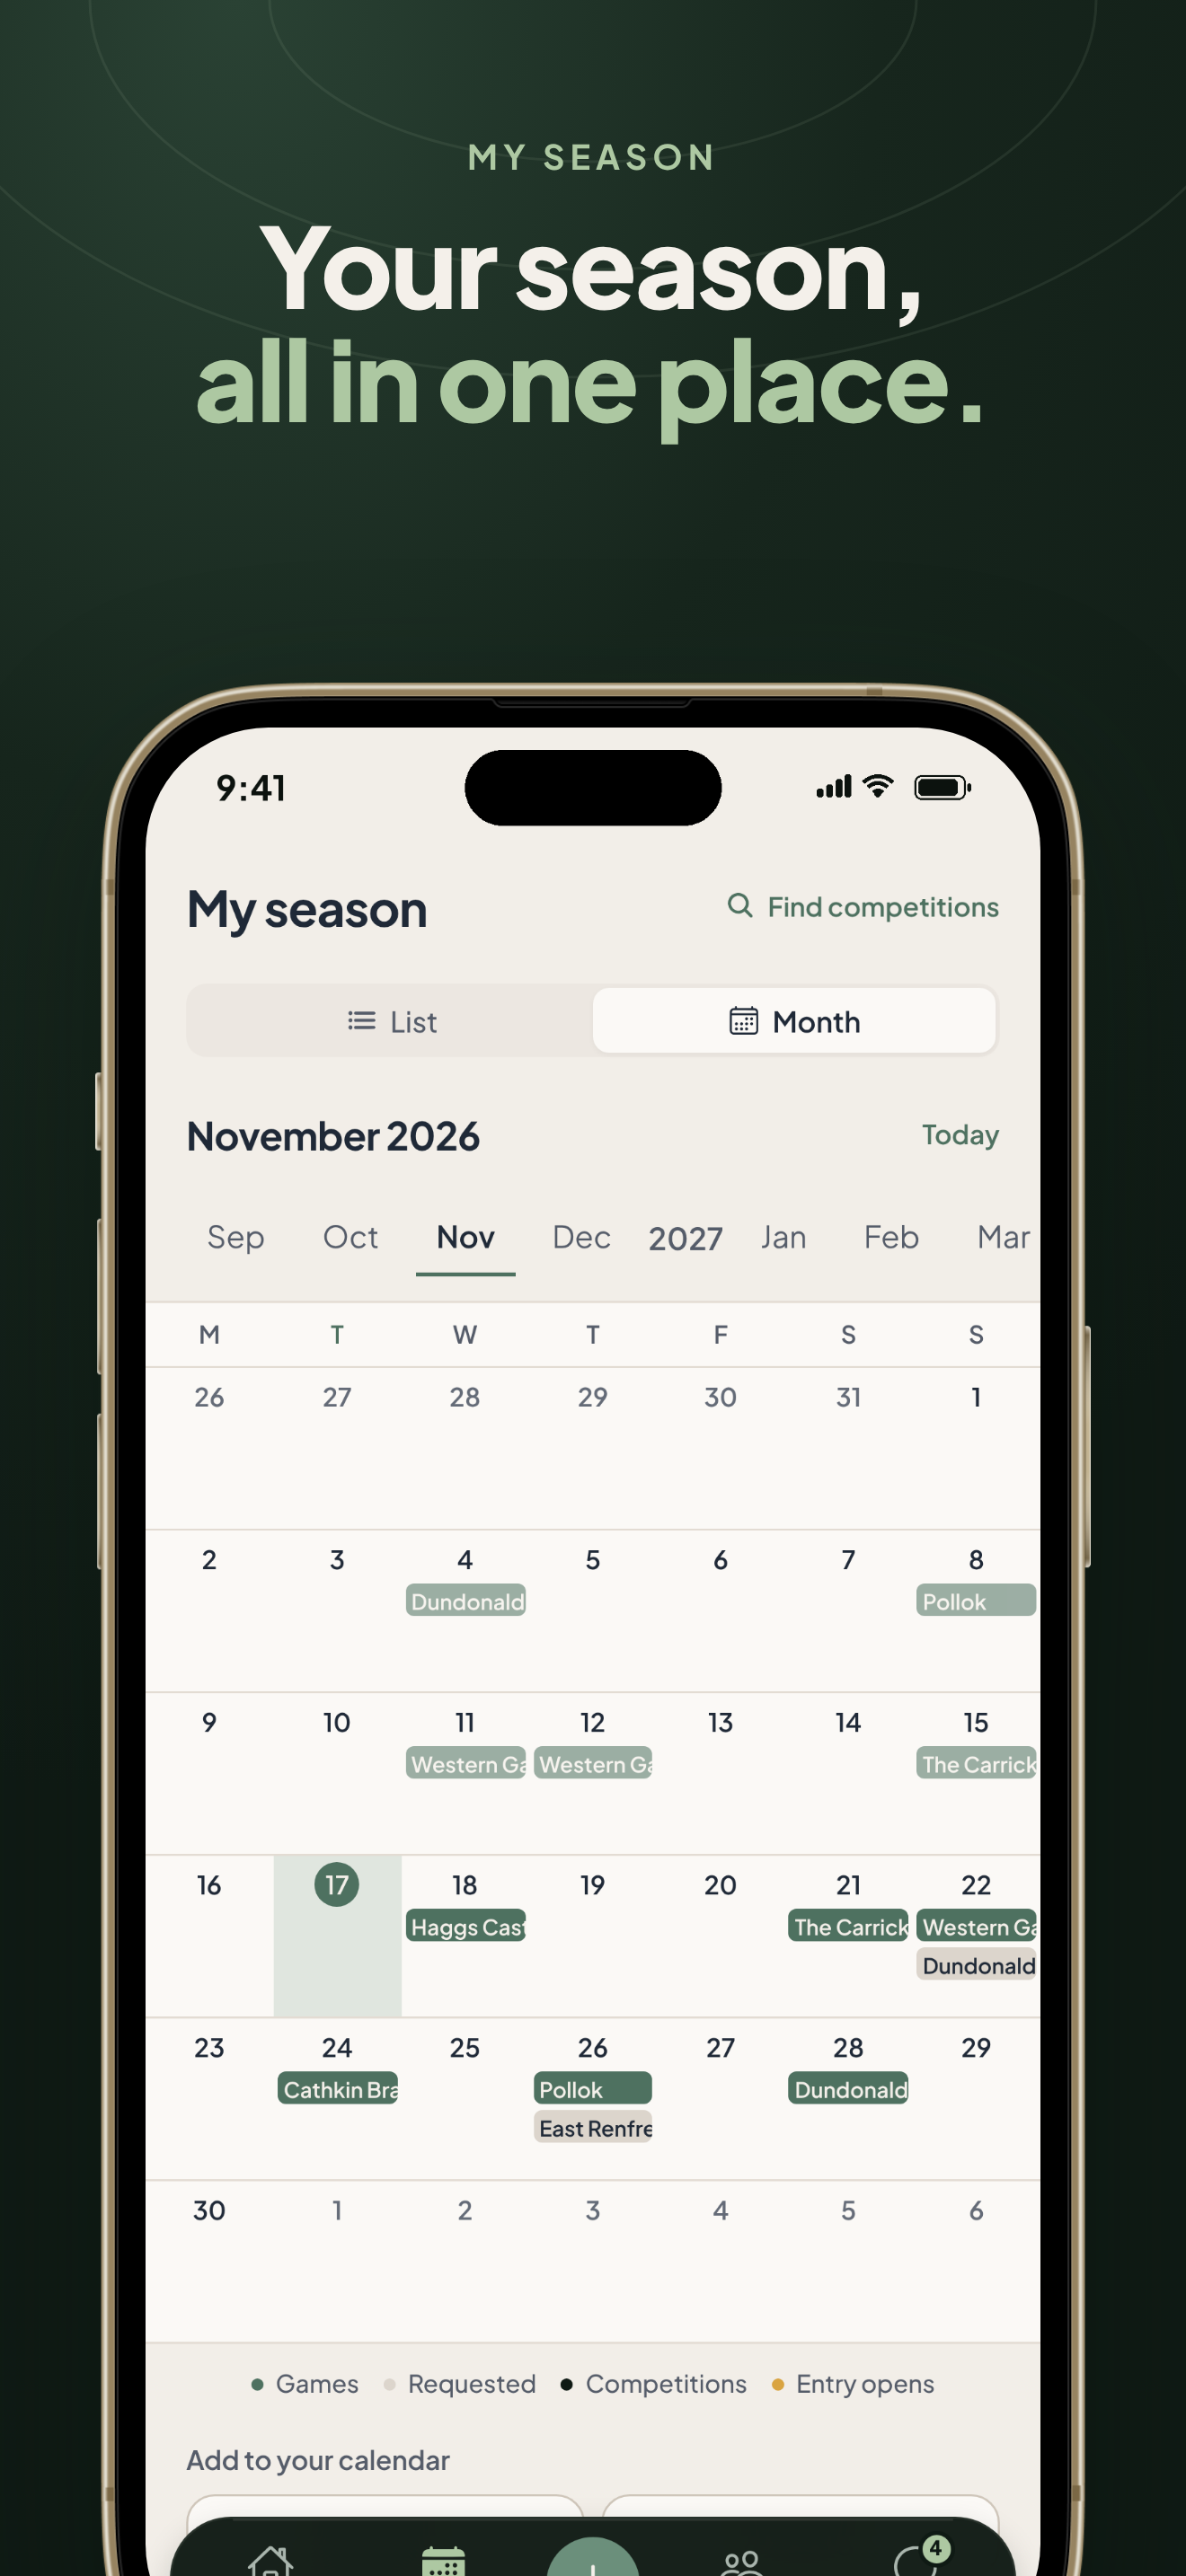 MY SEASON
Your season,
all in one place.
9:41
My season
Find competitions
List
Month
November 2026
Today
Sep Oct Nov Dec 2027 Jan Feb Mar
M T W T F S S
26 27 28 29 30 31 1
2 3 4 5 6 7 8
Dundonald Pollok
9 10 11 12 13 14 15
Western Ga Western Ga The Carrick
16 17 18 19 20 21 22
Haggs Cast The Carrick Western Ga
Dundonald
23 24 25 26 27 28 29
Cathkin Bra Pollok Dundonald
East Renfre
30 1 2 3 4 5 6
Games Requested Competitions Entry opens
Add to your calendar
4